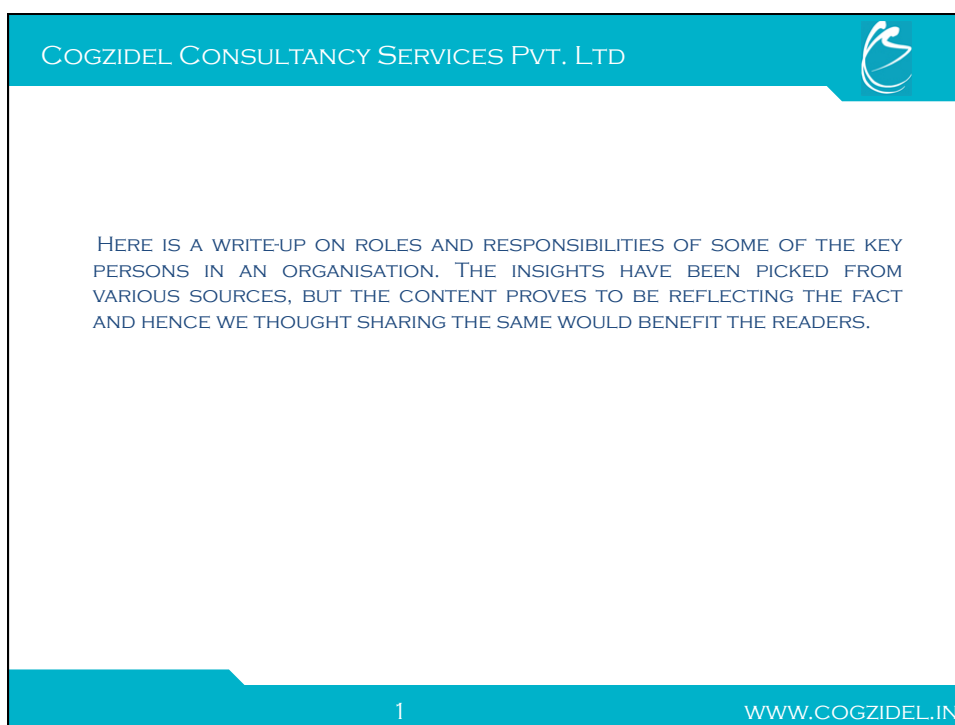 Cogzidel Consultancy Services Pvt. Ltd
Here is a write-up on roles and responsibilities of some of the key
persons in an organisation. The insights have been picked from
various sources, but the content proves to be reflecting the fact
and hence we thought sharing the same would benefit the readers.
1
www.cogzidel.in